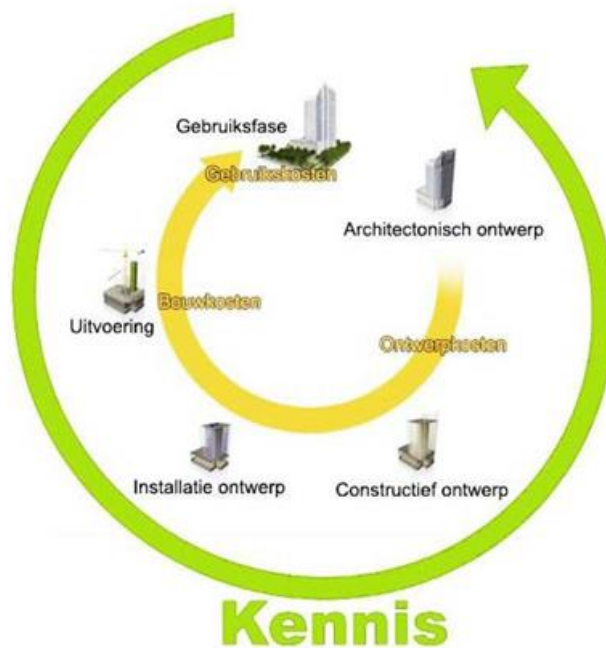 Gebruiksfase
Gebruikskosten
Architectonisch ontwerp
Bouwkosten
Uitvoering
Ontwerpkosten
Installatie ontwerp
Constructief ontwerp
Kennis